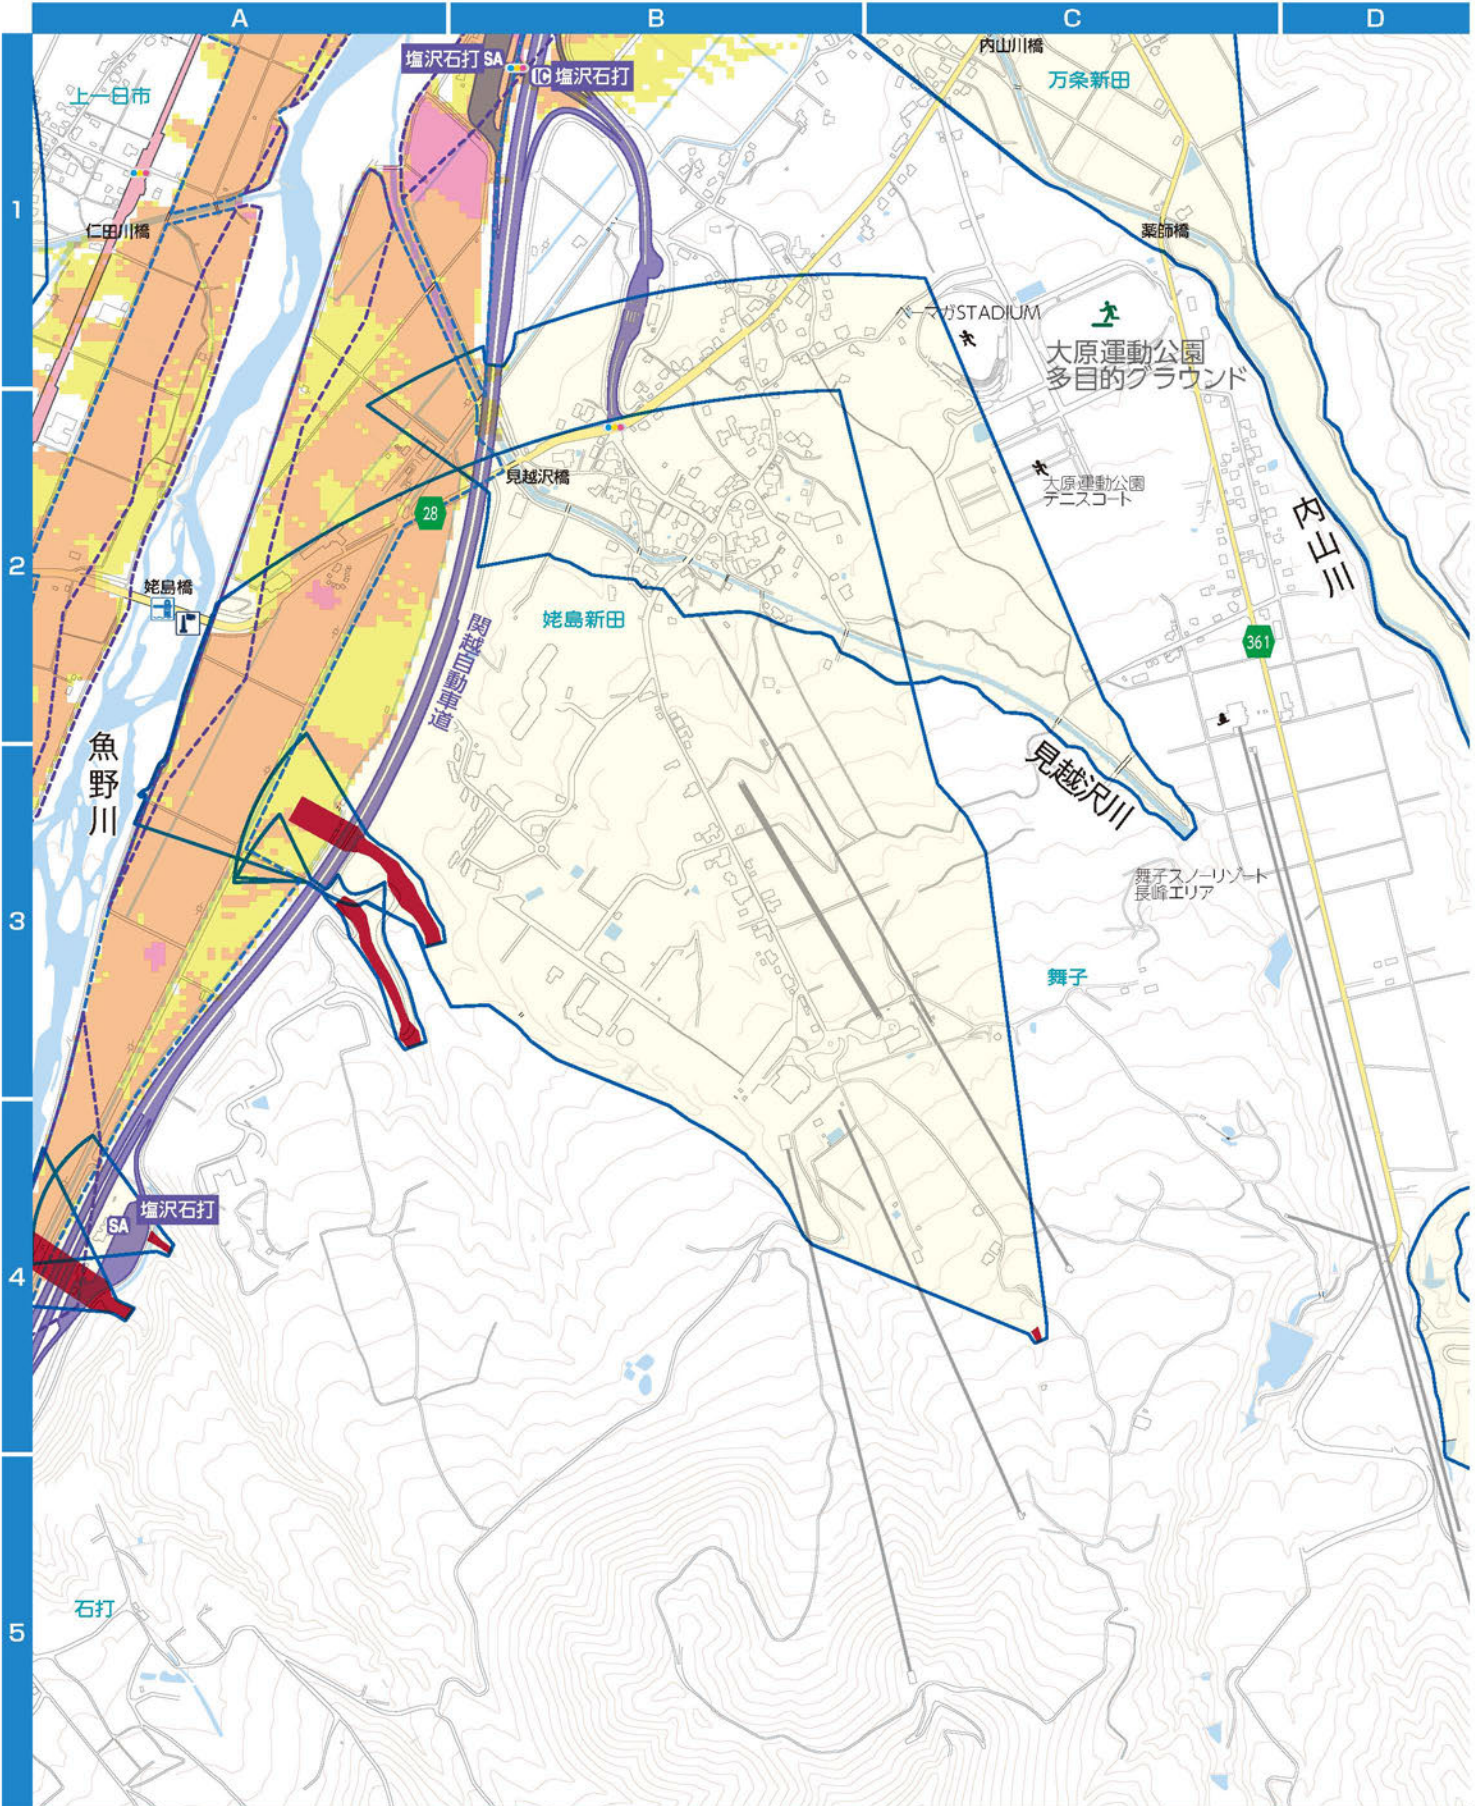 A
B
C
D
1
2
3
4
5
塩沢石打 SA
IC 塩沢石打
内山川橋
万条新田
上一日市
仁田川橋
薬師橋
ベーマガSTADIUM
大原運動公園
多目的グラウンド
見越沢橋
大原運動公園
テニスコート
28
内山川
姥島橋
姥島新田
関越自動車道
361
魚野川
見越沢川
舞子スノーリゾート
長峰エリア
舞子
塩沢石打
SA
石打